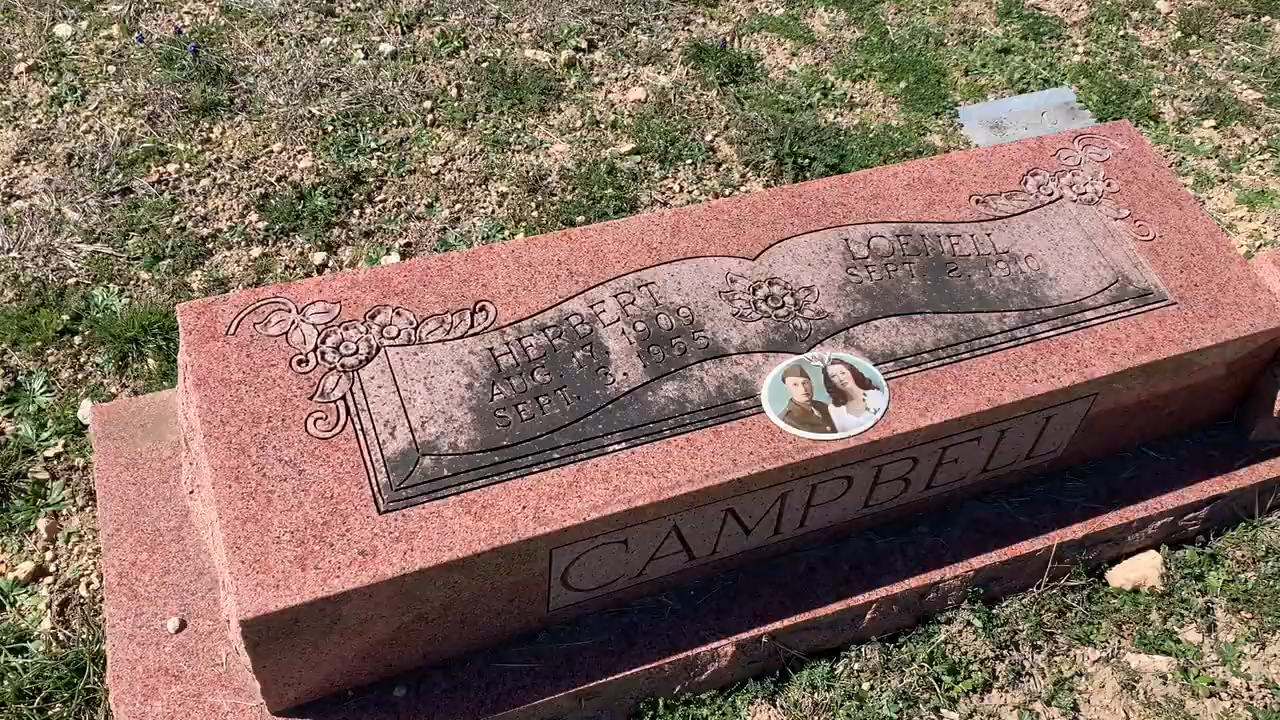 HERBERT
AUG. 17, 1909
SEPT. 3, 1955
LOENELL
SEPT. 2, 1910
CAMPBELL